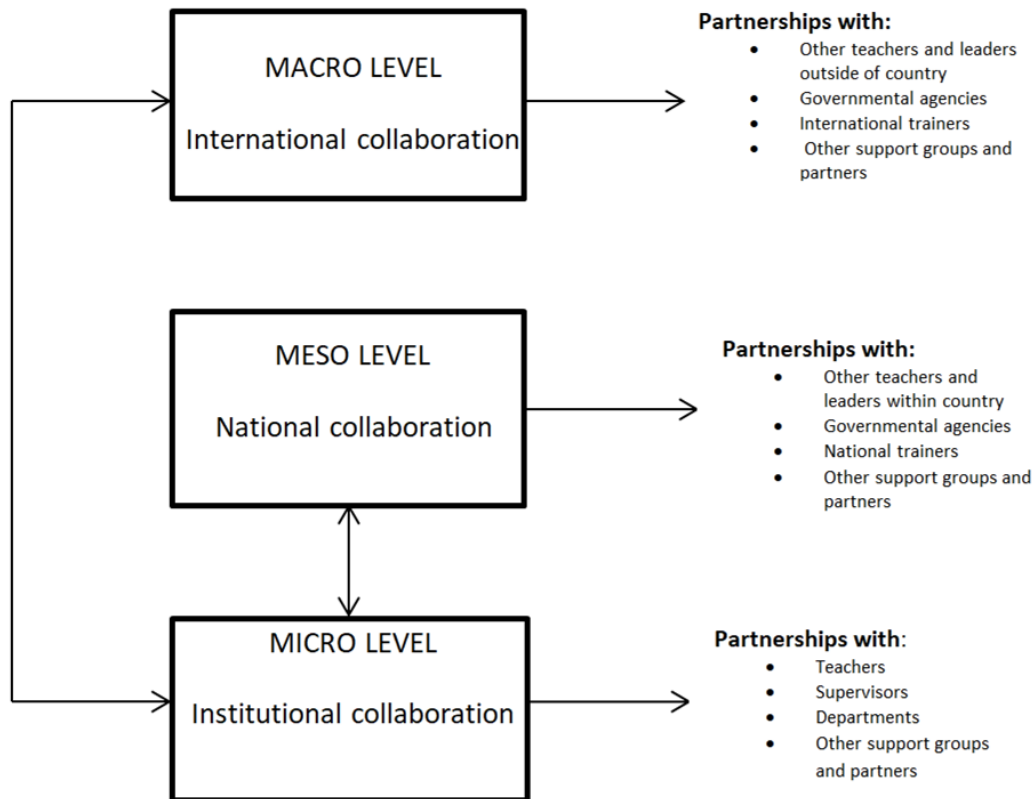 MACRO LEVEL
International collaboration
Partnerships with:
• Other teachers and leaders
outside of country
• Governmental agencies
• International trainers
• Other support groups and
partners
MESO LEVEL
National collaboration
Partnerships with:
• Other teachers and
leaders within country
• Governmental agencies
• National trainers
• Other support groups and
partners
MICRO LEVEL
Institutional collaboration
Partnerships with:
• Teachers
• Supervisors
• Departments
• Other support groups
and partners